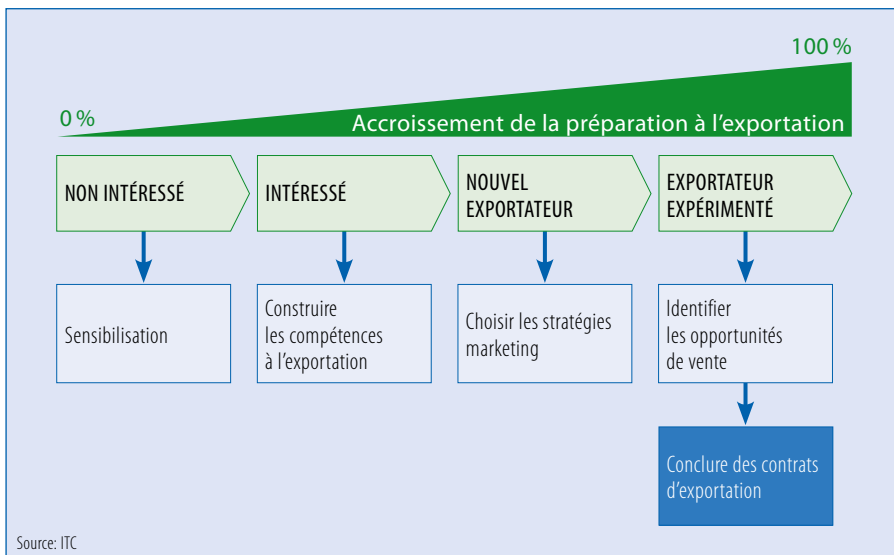 100 %
0 %
Accroissement de la préparation à l’exportation
NON INTÉRESSÉ
INTÉRESSÉ
NOUVEL
EXPORTATEUR
EXPORTATEUR
EXPÉRIMENTÉ
Sensibilisation
Construire
les compétences
à l’exportation
Choisir les stratégies
marketing
Identifier
les opportunités
de vente
Conclure des contrats
d’exportation
Source: ITC